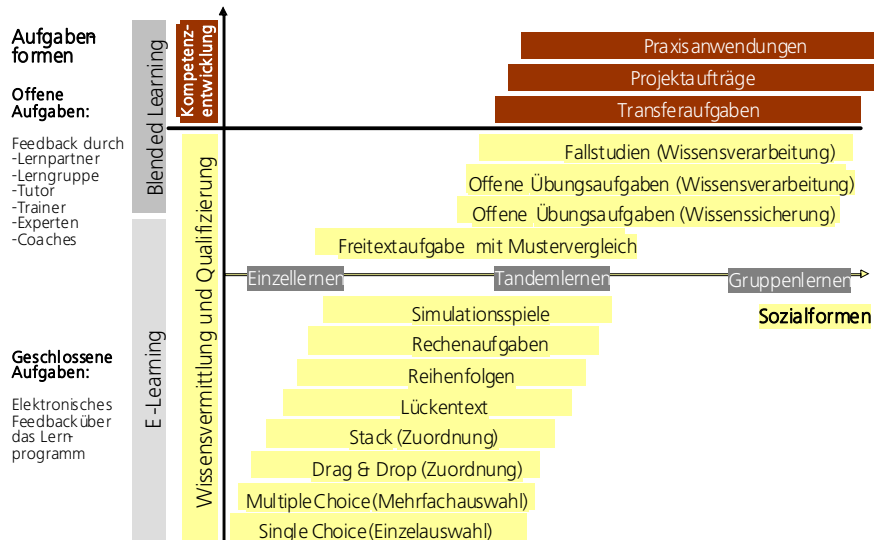 Aufgaben-
formen
Offene
Aufgaben:
Feedback durch
-Lernpartner
-Lerngruppe
-Tutor
-Trainer
-Experten
-Coaches
Geschlossene
Aufgaben:
Elektronisches
Feedback über
das Lern-
programm
Blended Learning
E-Learning
Kompetenz-
entwicklung
Wissensvermittlung und Qualifizierung
Praxisanwendungen
Projektaufträge
Transferaufgaben
Fallstudien (Wissensverarbeitung)
Offene Übungsaufgaben (Wissensverarbeitung)
Offene Übungsaufgaben (Wissenssicherung)
Freitextaufgabe mit Mustervergleich
Einzellernen Tandemlernen Gruppenlernen
Sozialformen
Simulationsspiele
Rechenaufgaben
Reihenfolgen
Lückentext
Stack (Zuordnung)
Drag & Drop (Zuordnung)
Multiple Choice (Mehrfachauswahl)
Single Choice (Einzelauswahl)